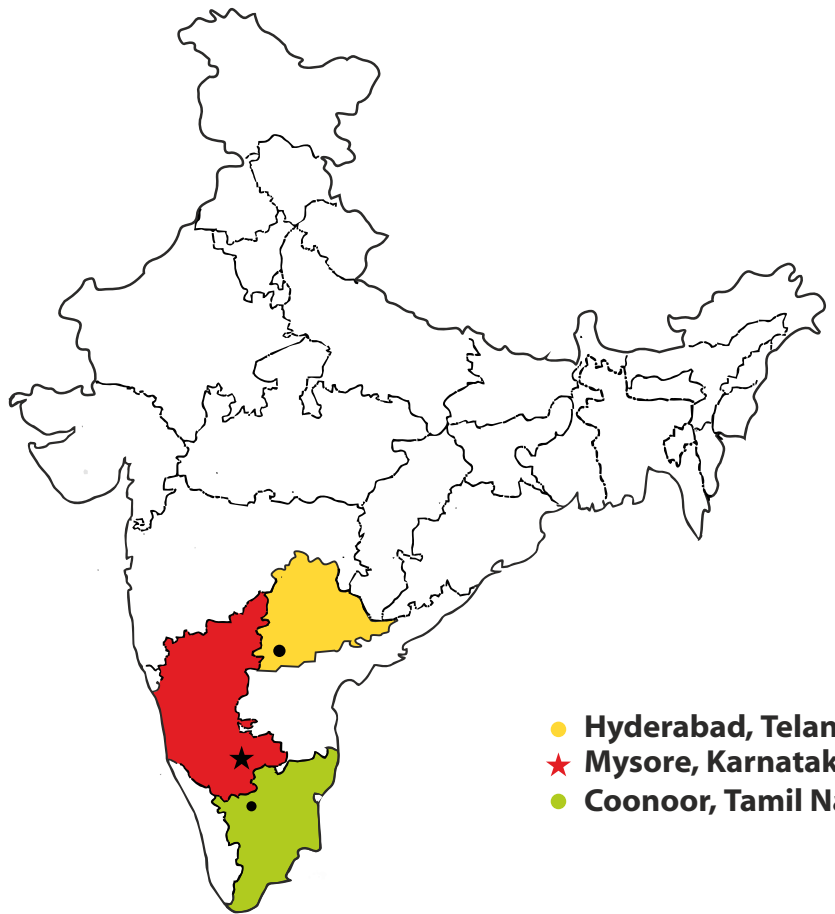 Hyderabad, Telan
Mysore, Karnatak
Coonoor, Tamil Na